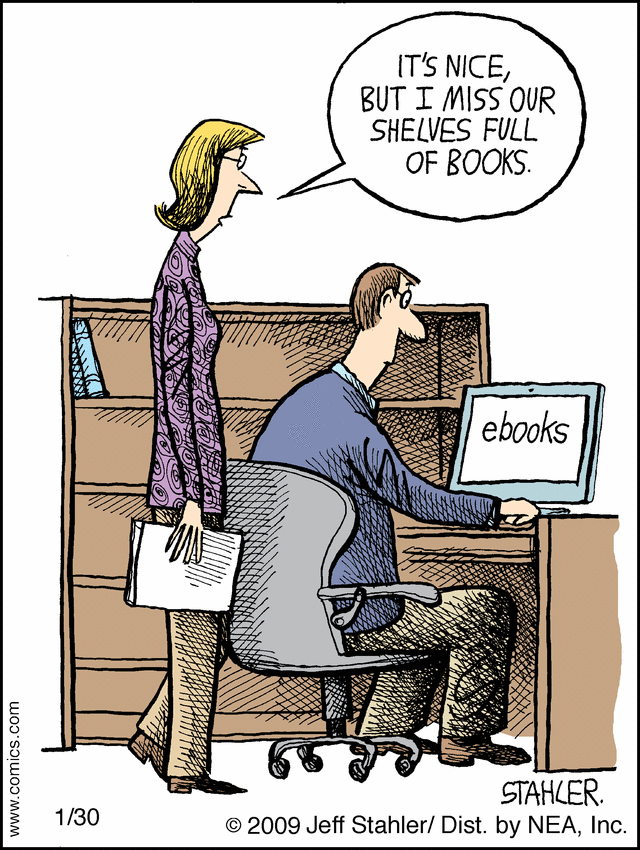 IT'S NICE,
BUT I MISS OUR
SHELVES FULL
OF BOOKS.
ebooks
STAHLER.
www.comics.com
1/30
© 2009 Jeff Stahler/ Dist. by NEA, Inc.